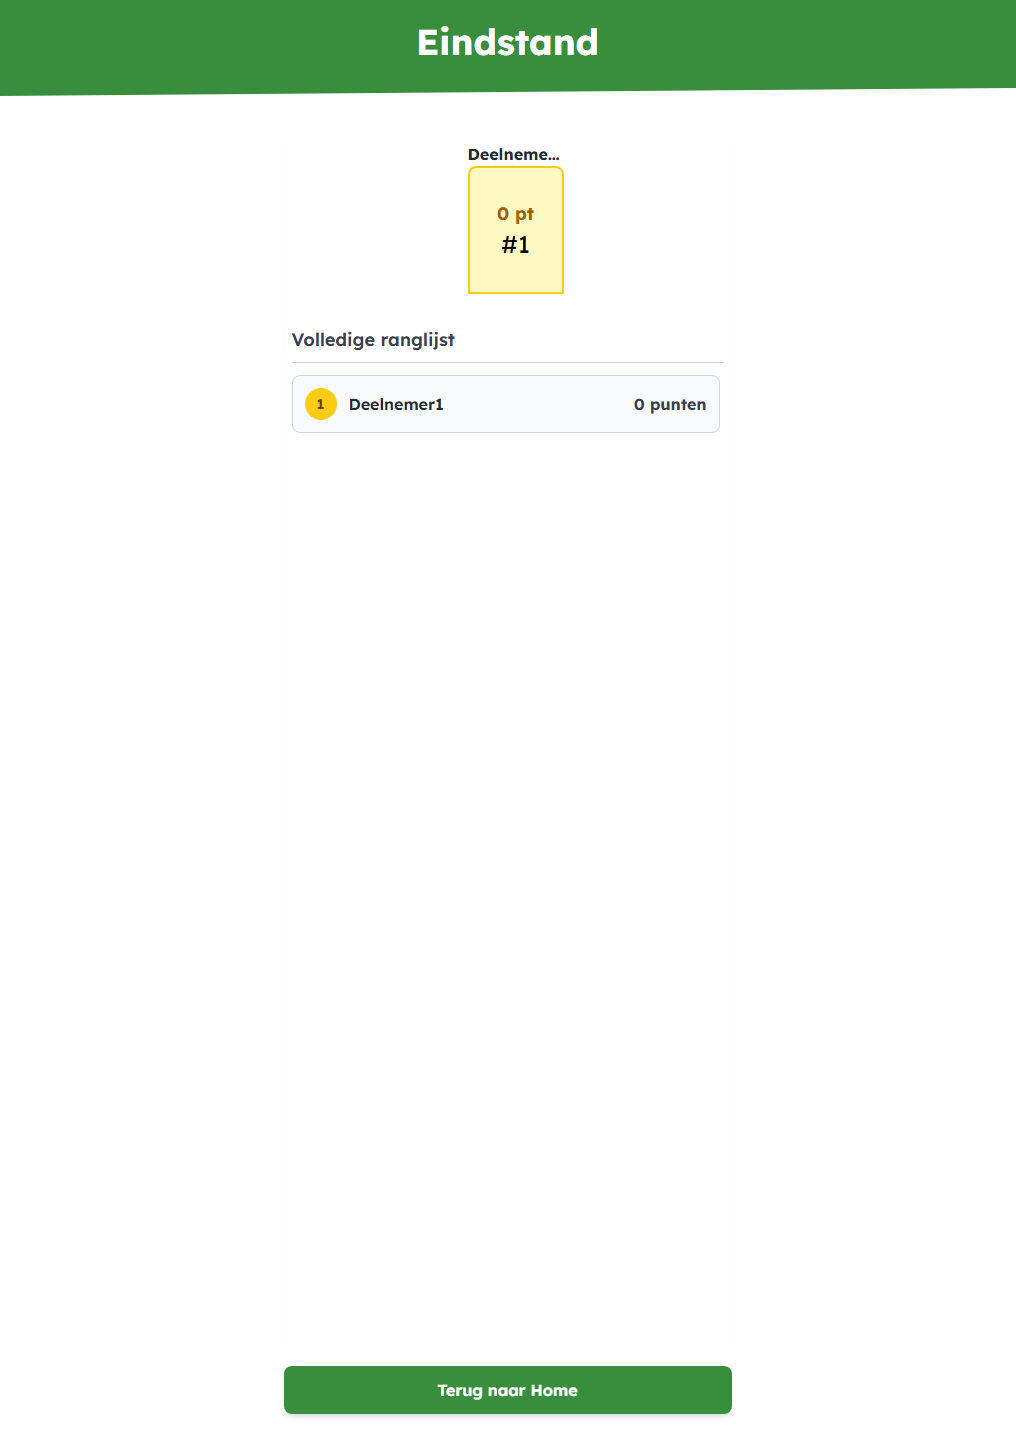 Eindstand
Deelneme...
0 pt
#1
Volledige ranglijst
1 Deelnemer1 0 punten
Terug naar Home